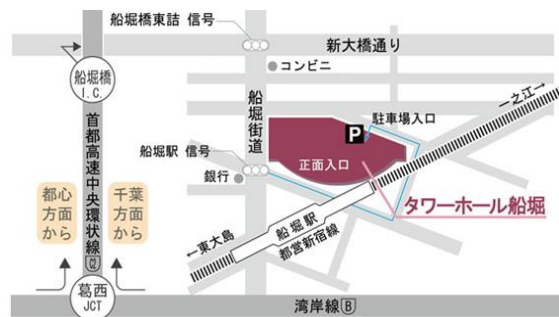 船堀橋東詰 信号
新大橋通り
船堀橋
I.C.
コンビニ
船堀街道
一之江→
駐車場入口
P
首都高速中央環状線
C2
船堀駅 信号
正面入口
銀行
都心
方面
から
千葉
方面
から
タワーホール船堀
船堀駅
都営新宿線
←東大島
葛西
JCT
湾岸線B